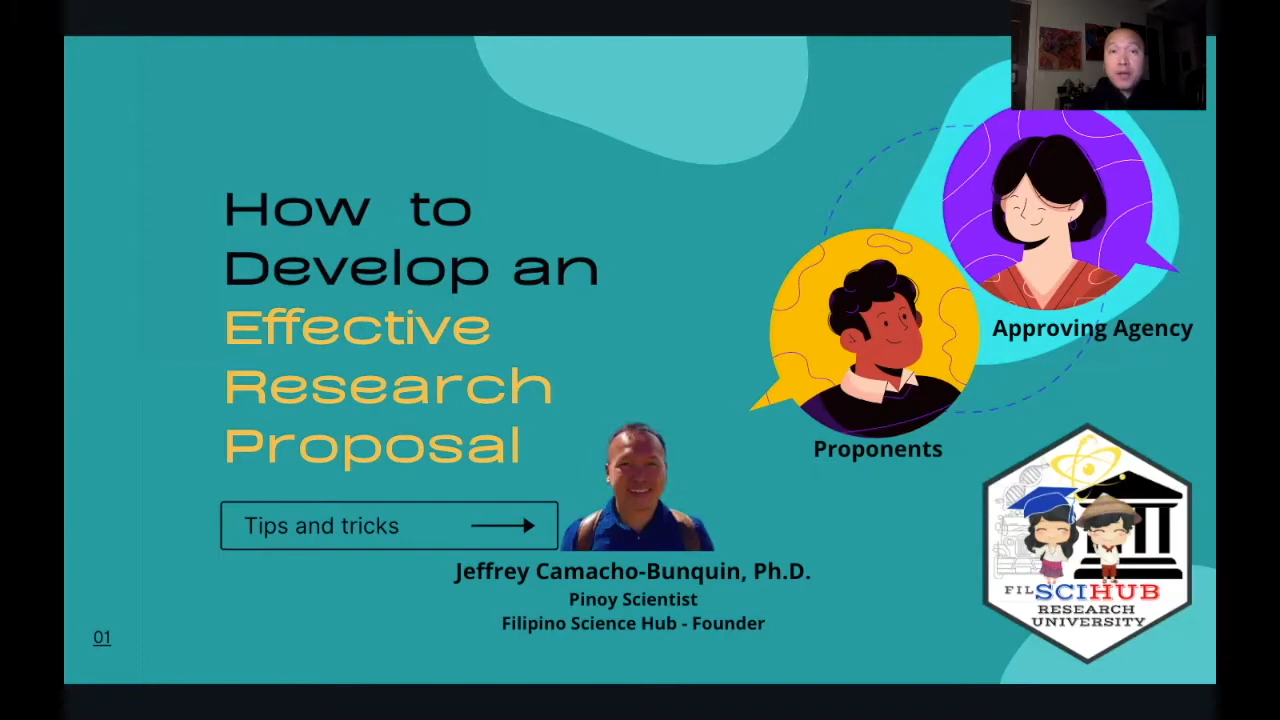 How to
Develop an
Effective
Research
Proposal
Tips and tricks
Approving Agency
Proponents
Jeffrey Camacho-Bunquin, Ph.D.
Pinoy Scientist
Filipino Science Hub - Founder
FILSCIHUB
RESEARCH
UNIVERSITY
01